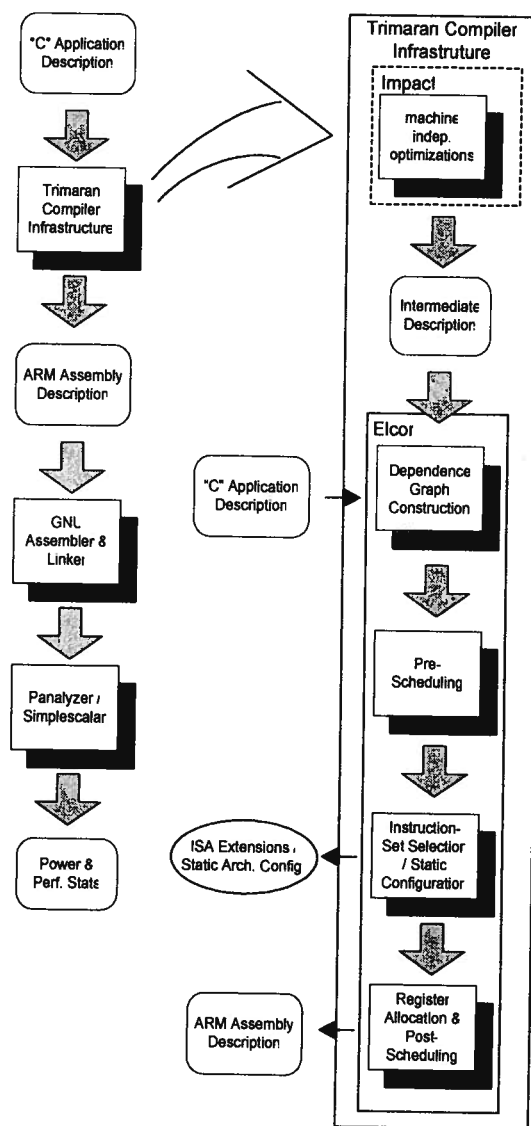 "C" Application
Description
Trimaran
Compiler
Infrastructure
ARM Assembly
Description
GNU
Assembler &
Linker
Panalyzer /
Simplescalar
Power &
Perf. Stats
Trimaran Compiler
Infrastruture
Impact
machine
indep.
optimizations
Intermediate
Description
Elcor
"C" Application
Description
Dependence
Graph
Construction
Pre-
Scheduling
ISA Extensions /
Static Arch. Config
Instruction-
Set Selection
/ Static
Configuration
ARM Assembly
Description
Register
Allocation &
Post-
Scheduling